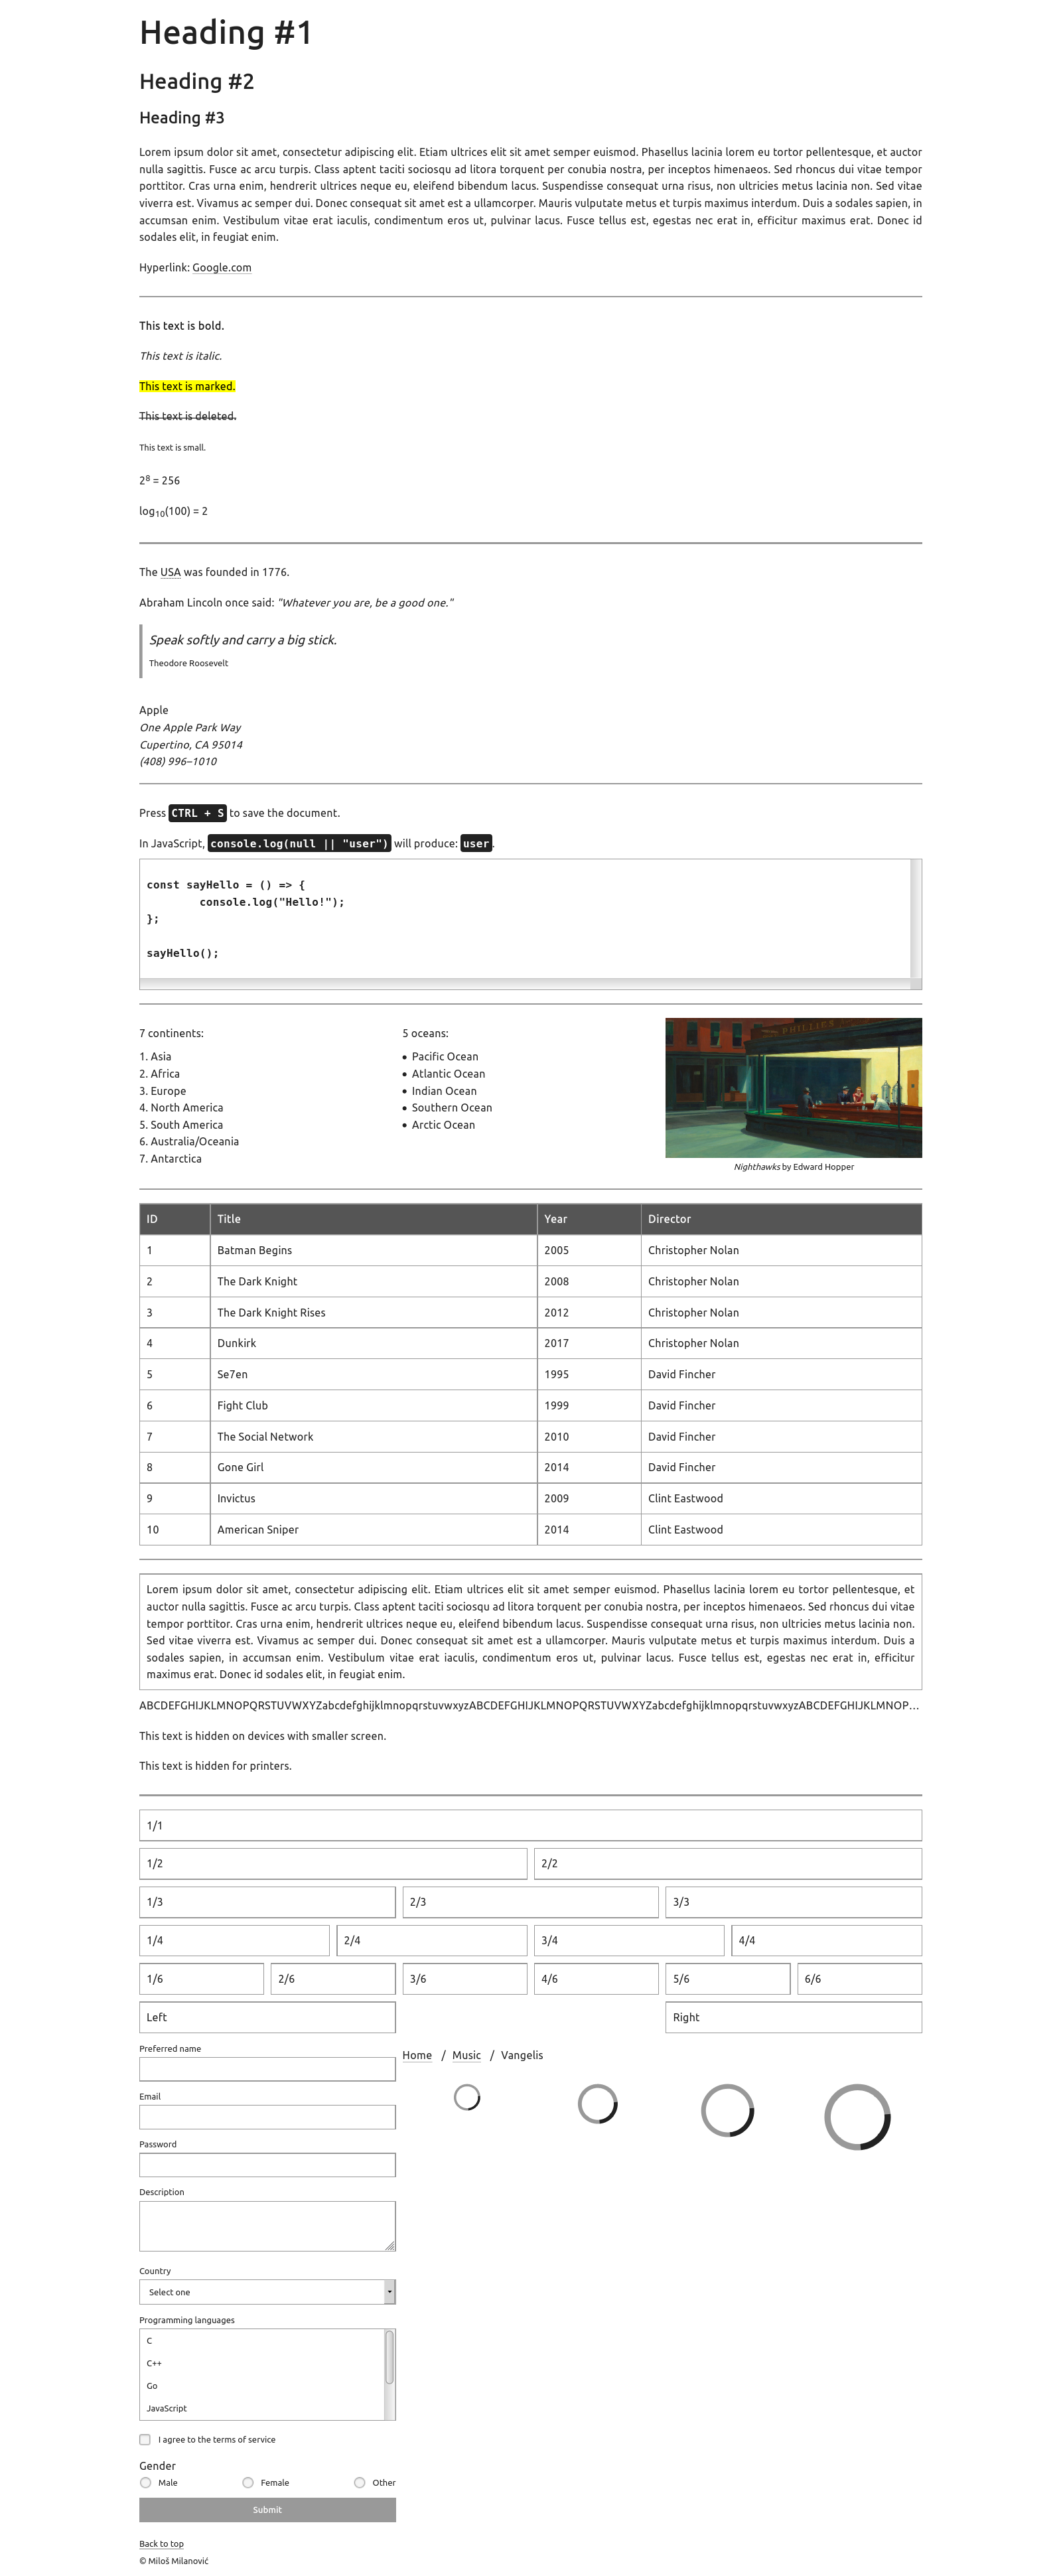 Heading #1
Heading #2
Heading #3
Lorem ipsum dolor sit amet, consectetur adipiscing elit. Etiam ultrices elit sit amet semper euismod. Phasellus lacinia lorem eu tortor pellentesque, et auctor
nulla sagittis. Fusce ac arcu turpis. Class aptent taciti sociosqu ad litora torquent per conubia nostra, per inceptos himenaeos. Sed rhoncus dui vitae tempor
porttitor. Cras urna enim, hendrerit ultrices neque eu, eleifend bibendum lacus. Suspendisse consequat urna risus, non ultricies metus lacinia non. Sed vitae
viverra est. Vivamus ac semper dui. Donec consequat sit amet est a ullamcorper. Mauris vulputate metus et turpis maximus interdum. Duis a sodales sapien, in
accumsan enim. Vestibulum vitae erat iaculis, condimentum eros ut, pulvinar lacus. Fusce tellus est, egestas nec erat in, efficitur maximus erat. Donec id
sodales elit, in feugiat enim.
Hyperlink: Google.com
This text is bold.
This text is italic.
This text is marked.
This text is deleted.
This text is small.
2⁸ = 256
log₁₀(100) = 2
The USA was founded in 1776.
Abraham Lincoln once said: "Whatever you are, be a good one."
Speak softly and carry a big stick.
Theodore Roosevelt
Apple
One Apple Park Way
Cupertino, CA 95014
(408) 996–1010
Press CTRL + S to save the document.
In JavaScript, console.log(null || "user") will produce: user.
const sayHello = () => {
console.log("Hello!");
};
sayHello();
7 continents:
1. Asia
2. Africa
3. Europe
4. North America
5. South America
6. Australia/Oceania
7. Antarctica
5 oceans:
• Pacific Ocean
• Atlantic Ocean
• Indian Ocean
• Southern Ocean
• Arctic Ocean
PHILLIES
Nighthawks by Edward Hopper
ID Title Year Director
1 Batman Begins 2005 Christopher Nolan
2 The Dark Knight 2008 Christopher Nolan
3 The Dark Knight Rises 2012 Christopher Nolan
4 Dunkirk 2017 Christopher Nolan
5 Se7en 1995 David Fincher
6 Fight Club 1999 David Fincher
7 The Social Network 2010 David Fincher
8 Gone Girl 2014 David Fincher
9 Invictus 2009 Clint Eastwood
10 American Sniper 2014 Clint Eastwood
Lorem ipsum dolor sit amet, consectetur adipiscing elit. Etiam ultrices elit sit amet semper euismod. Phasellus lacinia lorem eu tortor pellentesque, et
auctor nulla sagittis. Fusce ac arcu turpis. Class aptent taciti sociosqu ad litora torquent per conubia nostra, per inceptos himenaeos. Sed rhoncus dui vitae
tempor porttitor. Cras urna enim, hendrerit ultrices neque eu, eleifend bibendum lacus. Suspendisse consequat urna risus, non ultricies metus lacinia non.
Sed vitae viverra est. Vivamus ac semper dui. Donec consequat sit amet est a ullamcorper. Mauris vulputate metus et turpis maximus interdum. Duis a
sodales sapien, in accumsan enim. Vestibulum vitae erat iaculis, condimentum eros ut, pulvinar lacus. Fusce tellus est, egestas nec erat in, efficitur
maximus erat. Donec id sodales elit, in feugiat enim.
ABCDEFGHIJKLMNOPQRSTUVWXYZabcdefghijklmnopqrstuvwxyzABCDEFGHIJKLMNOPQRSTUVWXYZabcdefghijklmnopqrstuvwxyzABCDEFGHIJKLMNOP…
This text is hidden on devices with smaller screen.
This text is hidden for printers.
1/1
1/2 2/2
1/3 2/3 3/3
1/4 2/4 3/4 4/4
1/6 2/6 3/6 4/6 5/6 6/6
Left Right
Preferred name
Email
Password
Description
Country
Select one
Programming languages
C
C++
Go
JavaScript
I agree to the terms of service
Gender
Male Female Other
Submit
Home / Music / Vangelis
Back to top
© Miloš Milanović